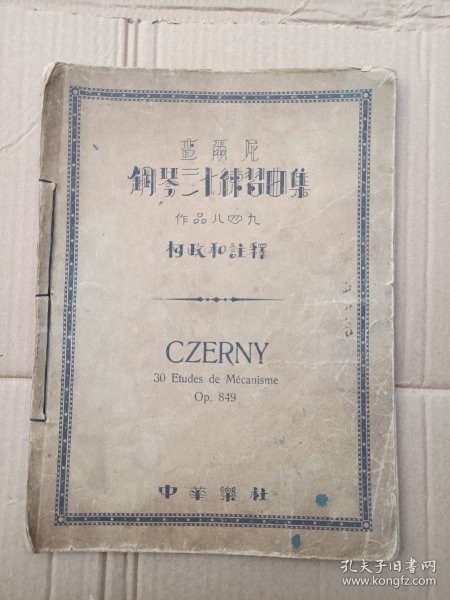 查爾尼
鋼琴三十練習曲集
作品八四九
柯政和註釋
CZERNY
30 Etudes de Mécanisme
Op. 849
中華樂社
孔夫子旧书网
www.kongfz.com